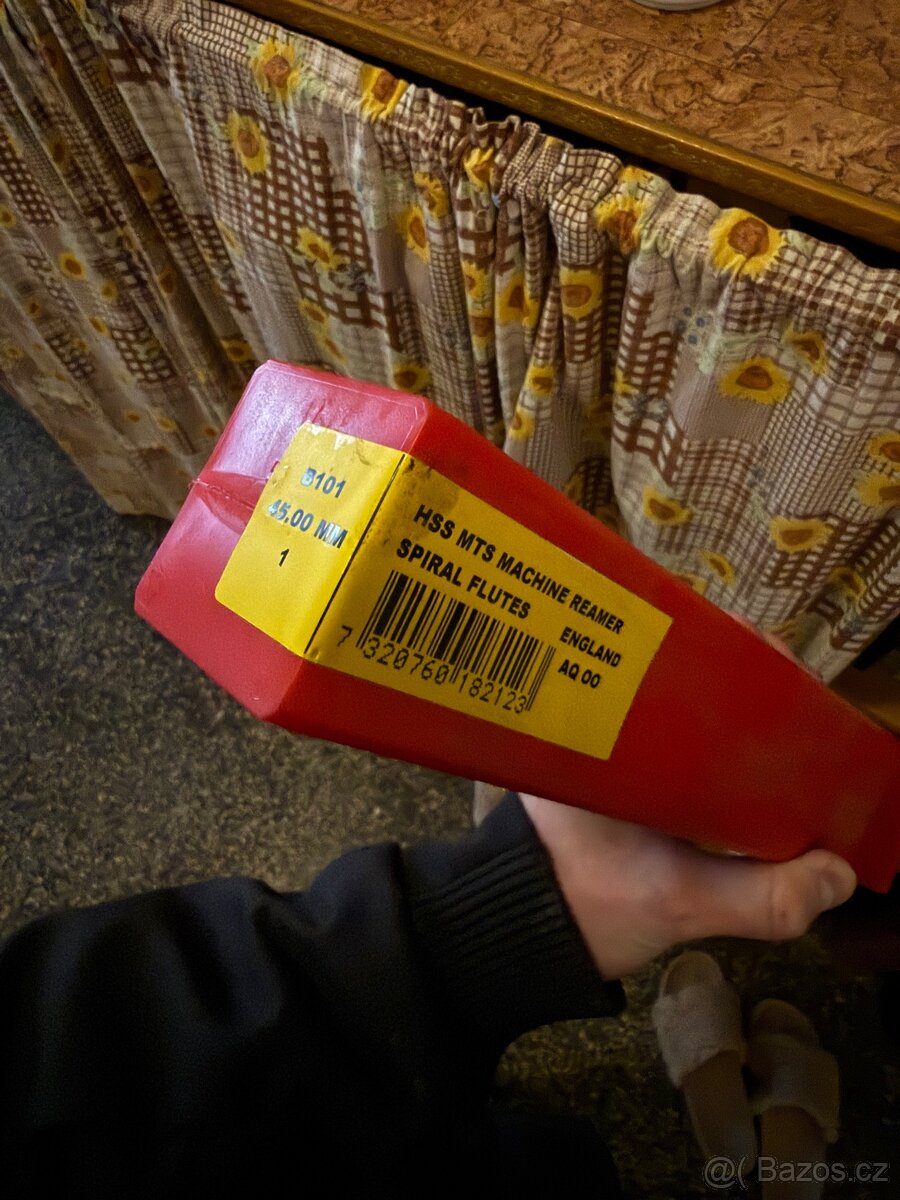 B101
45.00 MM
1
HSS MTS MACHINE REAMER
SPIRAL FLUTES
ENGLAND
AQ 00
7 320760 182123
@( Bazos.cz